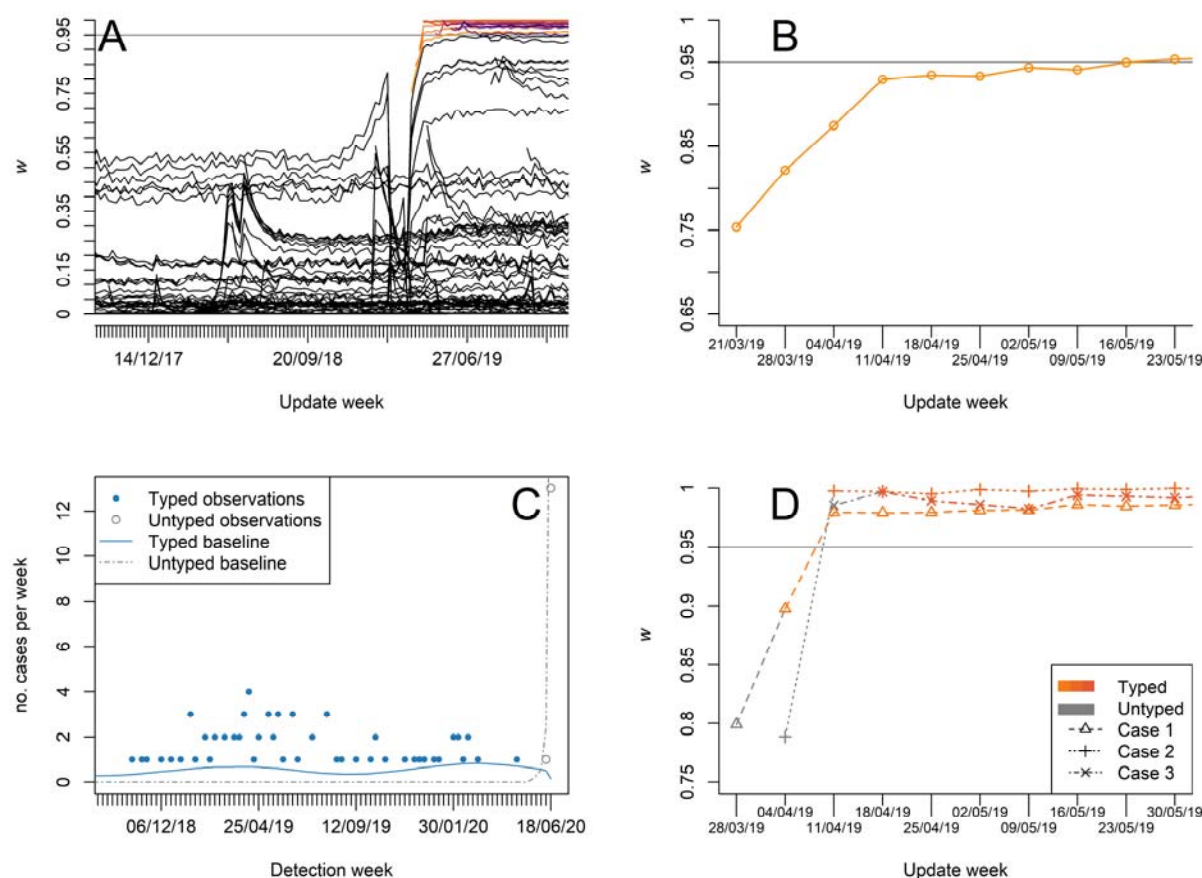 A
0.95
0.75
0.55
0.35
0.15
0
w
14/12/17 20/09/18 27/06/19
Update week
B
1
0.95
0.85
0.75
0.65
w
21/03/19 04/04/19 18/04/19 02/05/19 16/05/19
28/03/19 11/04/19 25/04/19 09/05/19 23/05/19
Update week
C
Typed observations
Untyped observations
Typed baseline
Untyped baseline
12
10
8
6
4
2
0
no. cases per week
06/12/18 25/04/19 12/09/19 30/01/20 18/06/20
Detection week
D
1
0.95
0.9
0.85
0.8
0.75
w
Typed
Untyped
Case 1
Case 2
Case 3
04/04/19 18/04/19 02/05/19 16/05/19 30/05/19
28/03/19 11/04/19 25/04/19 09/05/19 23/05/19
Update week